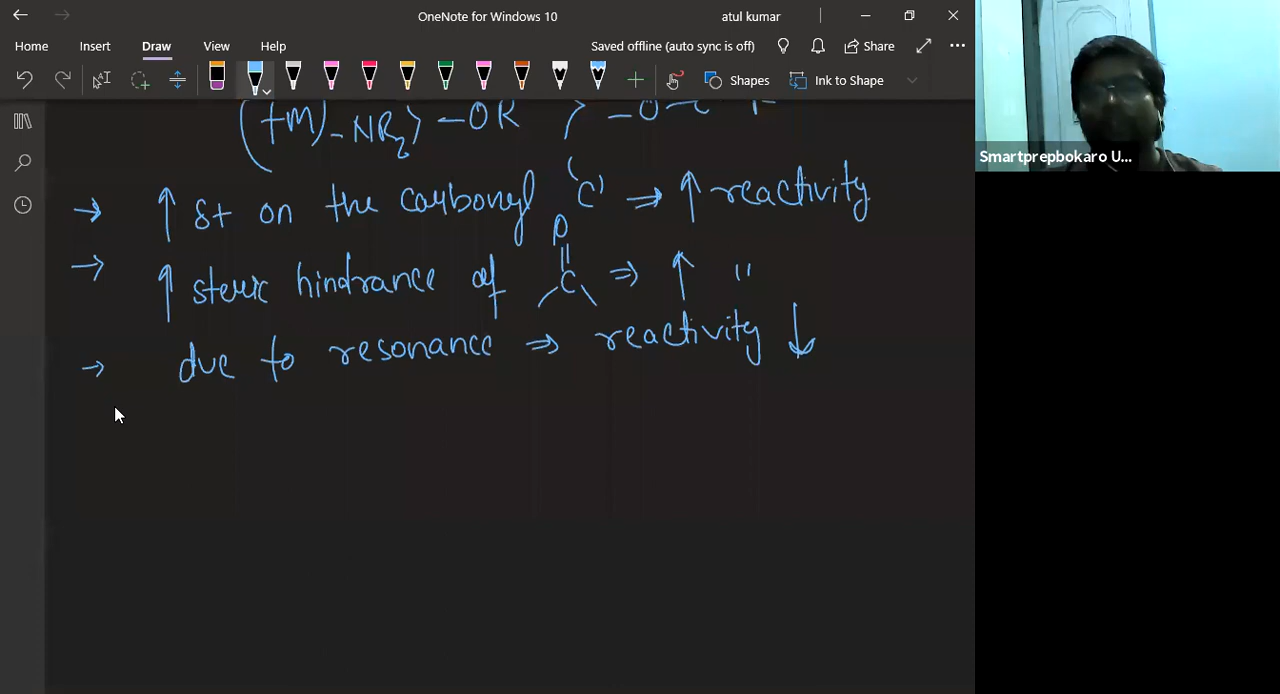 OneNote for Windows 10
atul kumar
Home Insert Draw View Help
Saved offline (auto sync is off)
Share
Shapes
Ink to Shape
Smartprepbokaro U...
(+M) -NR₂ > -OR >
→ ↑ δ+ on the carbonyl 'C' ⇒ ↑ reactivity
O
→ ↑ steric hindrance of C ⇒ ↑ "
→ due to resonance ⇒ reactivity ↓